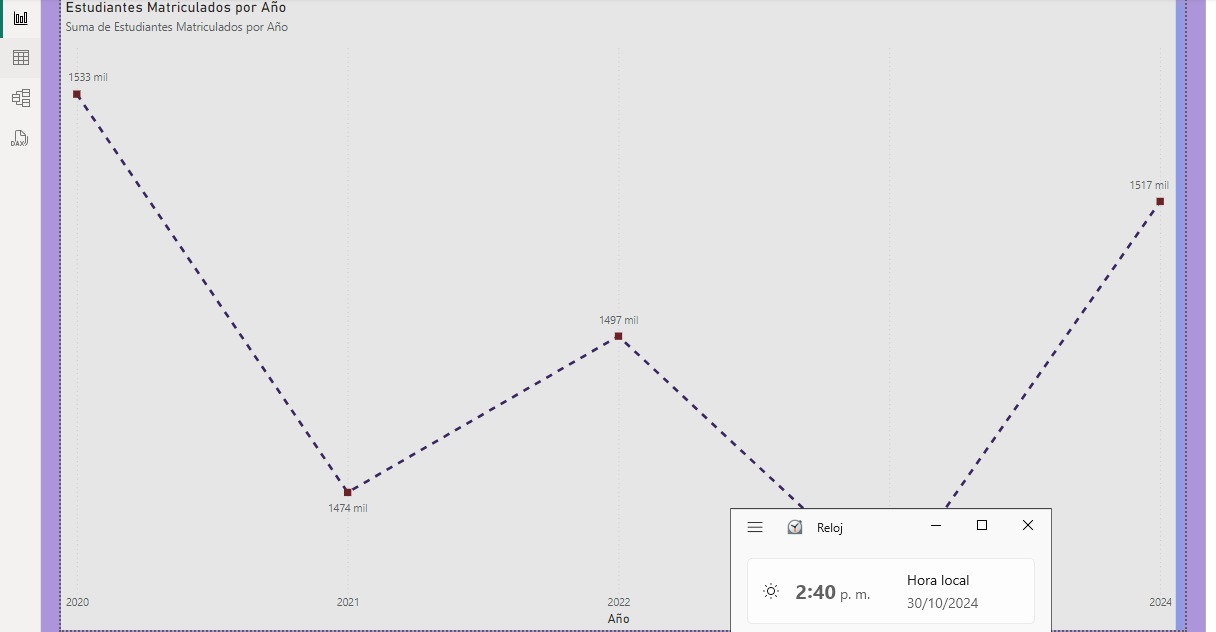 Estudiantes Matriculados por Año
Suma de Estudiantes Matriculados por Año
1533 mil
1517 mil
1497 mil
1474 mil
DAX
2020
2021
2022
2024
Año
Reloj
2:40 p. m.
Hora local
30/10/2024